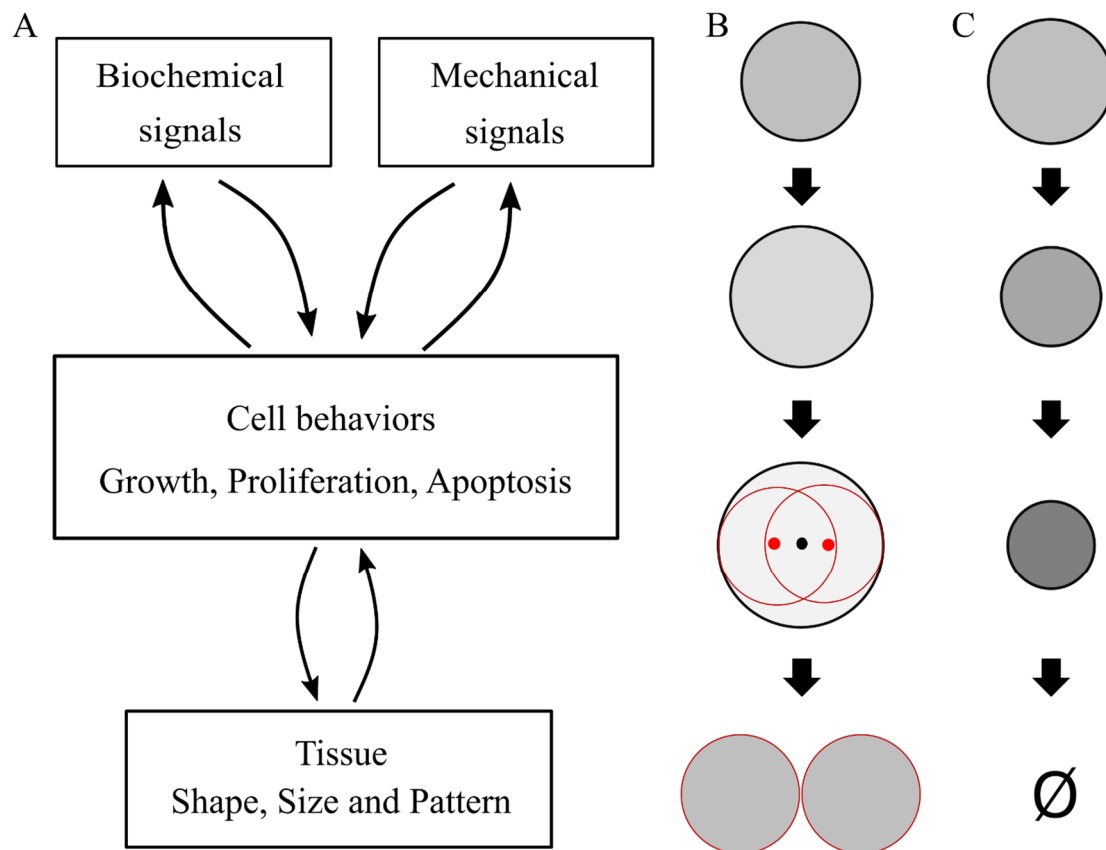 A
B
C
Biochemical
signals
Mechanical
signals
Cell behaviors
Growth, Proliferation, Apoptosis
Tissue
Shape, Size and Pattern
Ø